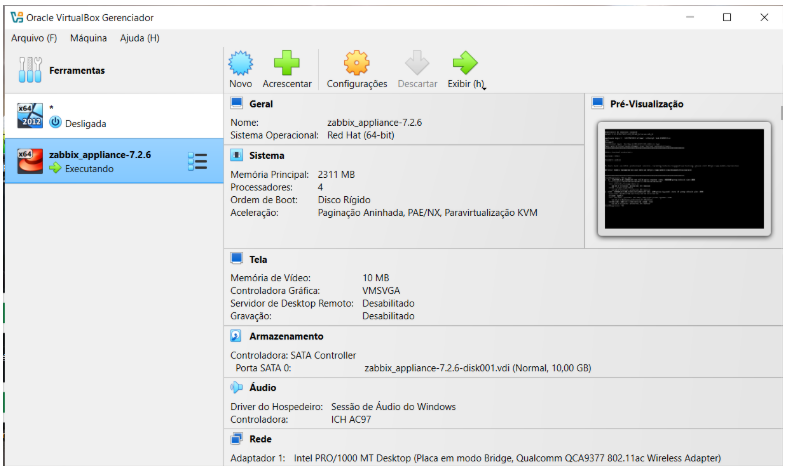 Oracle VirtualBox Gerenciador
Arquivo (F) Máquina Ajuda (H)
Ferramentas
Novo Acrescentar Configurações Descartar Exibir (h)
x64
2012
*
Desligada
x64
zabbix_appliance-7.2.6
Executando
Geral
Nome: zabbix_appliance-7.2.6
Sistema Operacional: Red Hat (64-bit)
Sistema
Memória Principal: 2311 MB
Processadores: 4
Ordem de Boot: Disco Rígido
Aceleração: Paginação Aninhada, PAE/NX, Paravirtualização KVM
Pré-Visualização
Tela
Memória de Vídeo: 10 MB
Controladora Gráfica: VMSVGA
Servidor de Desktop Remoto: Desabilitado
Gravação: Desabilitado
Armazenamento
Controladora: SATA Controller
Porta SATA 0: zabbix_appliance-7.2.6-disk001.vdi (Normal, 10,00 GB)
Áudio
Driver do Hospedeiro: Sessão de Áudio do Windows
Controladora: ICH AC97
Rede
Adaptador 1: Intel PRO/1000 MT Desktop (Placa em modo Bridge, Qualcomm QCA9377 802.11ac Wireless Adapter)